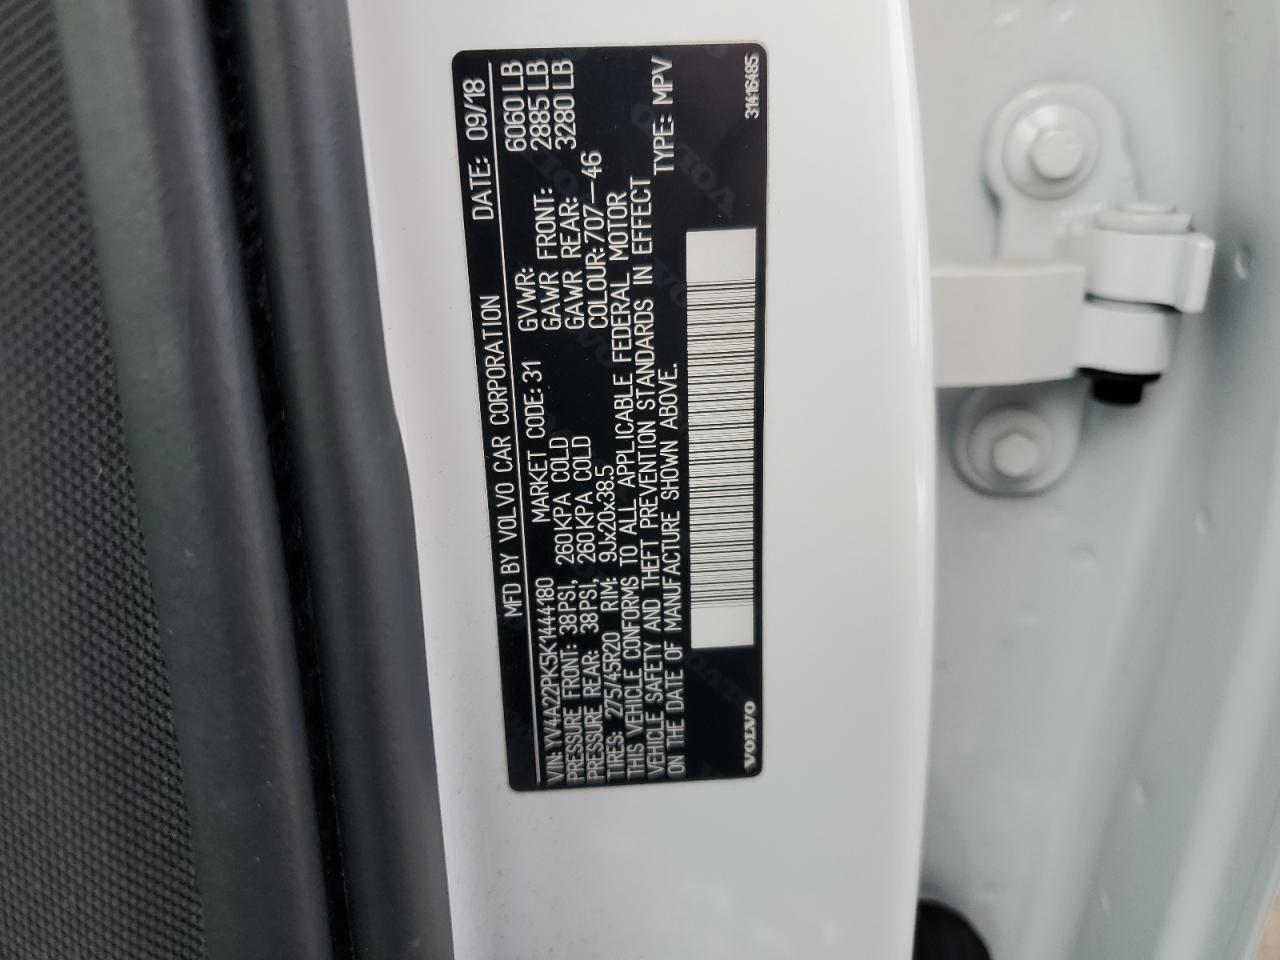 MFD BY VOLVO CAR CORPORATION DATE: 09/18
VIN: YV4A22PK5K1444180 MARKET CODE: 31 GVWR: 6060 LB
PRESSURE FRONT: 38PSI, 260KPA COLD GAWR FRONT: 2885 LB
PRESSURE REAR: 38PSI, 260KPA COLD GAWR REAR: 3280 LB
TIRES: 275/45R20 RIM: 9Jx20x38.5 COLOUR: 707--46
THIS VEHICLE CONFORMS TO ALL APPLICABLE FEDERAL MOTOR
VEHICLE SAFETY AND THEFT PREVENTION STANDARDS IN EFFECT
ON THE DATE OF MANUFACTURE SHOWN ABOVE. TYPE: MPV
VOLVO 31416485